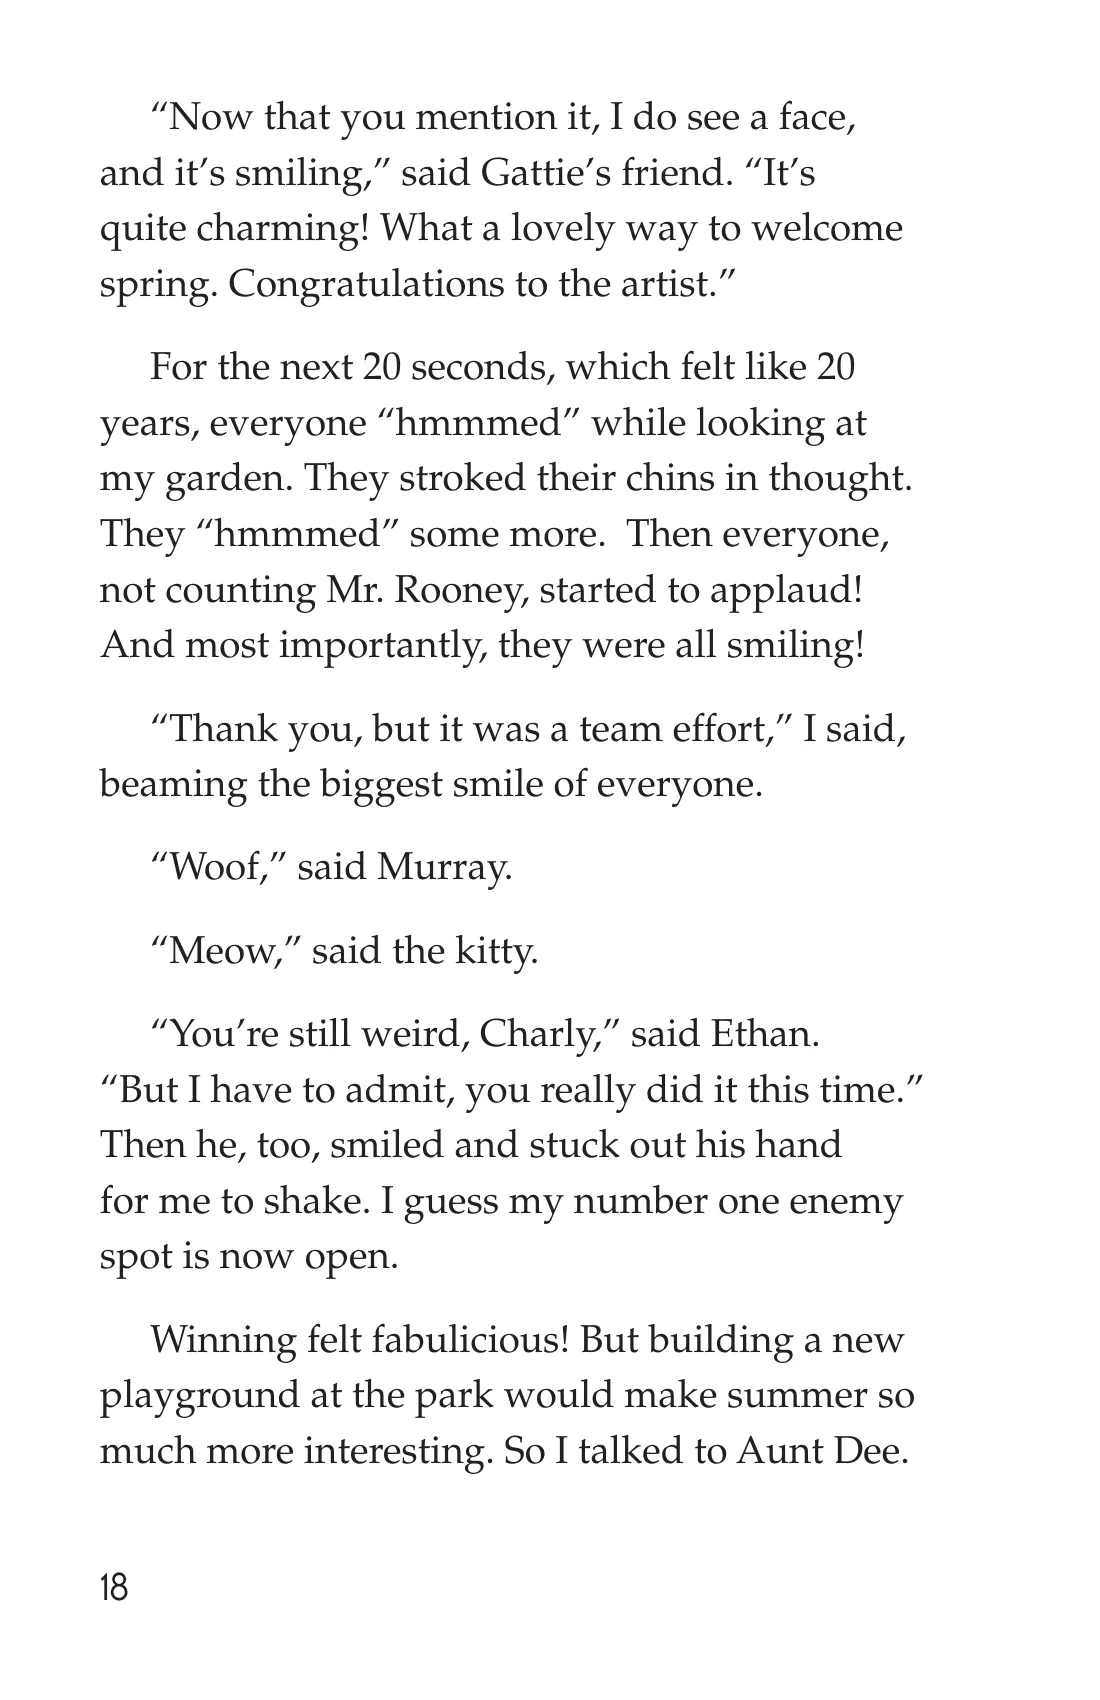 “Now that you mention it, I do see a face,
and it’s smiling,” said Gattie’s friend. “It’s
quite charming! What a lovely way to welcome
spring. Congratulations to the artist.”
For the next 20 seconds, which felt like 20
years, everyone “hmmmed” while looking at
my garden. They stroked their chins in thought.
They “hmmmed” some more.  Then everyone,
not counting Mr. Rooney, started to applaud!
And most importantly, they were all smiling!
“Thank you, but it was a team effort,” I said,
beaming the biggest smile of everyone.
“Woof,” said Murray.
“Meow,” said the kitty.
“You’re still weird, Charly,” said Ethan.
“But I have to admit, you really did it this time.”
Then he, too, smiled and stuck out his hand
for me to shake. I guess my number one enemy
spot is now open.
Winning felt fabulicious! But building a new
playground at the park would make summer so
much more interesting. So I talked to Aunt Dee.
18